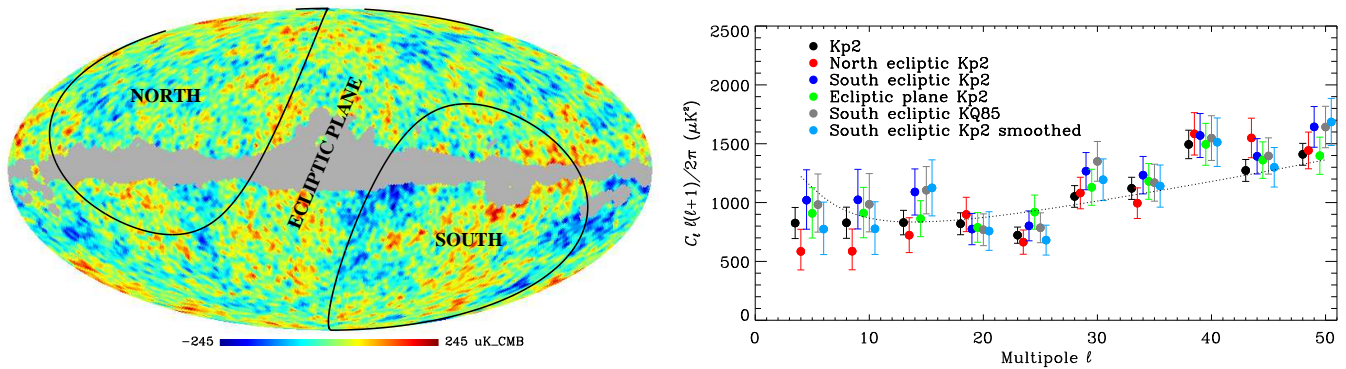 NORTH
ECLIPTIC PLANE
SOUTH
-245
245 uK_CMB
2500
2000
1500
1000
500
0
C_ℓ ℓ(ℓ+1)/2π (μK²)
Kp2
North ecliptic Kp2
South ecliptic Kp2
Ecliptic plane Kp2
South ecliptic KQ85
South ecliptic Kp2 smoothed
0 10 20 30 40 50
Multipole ℓ